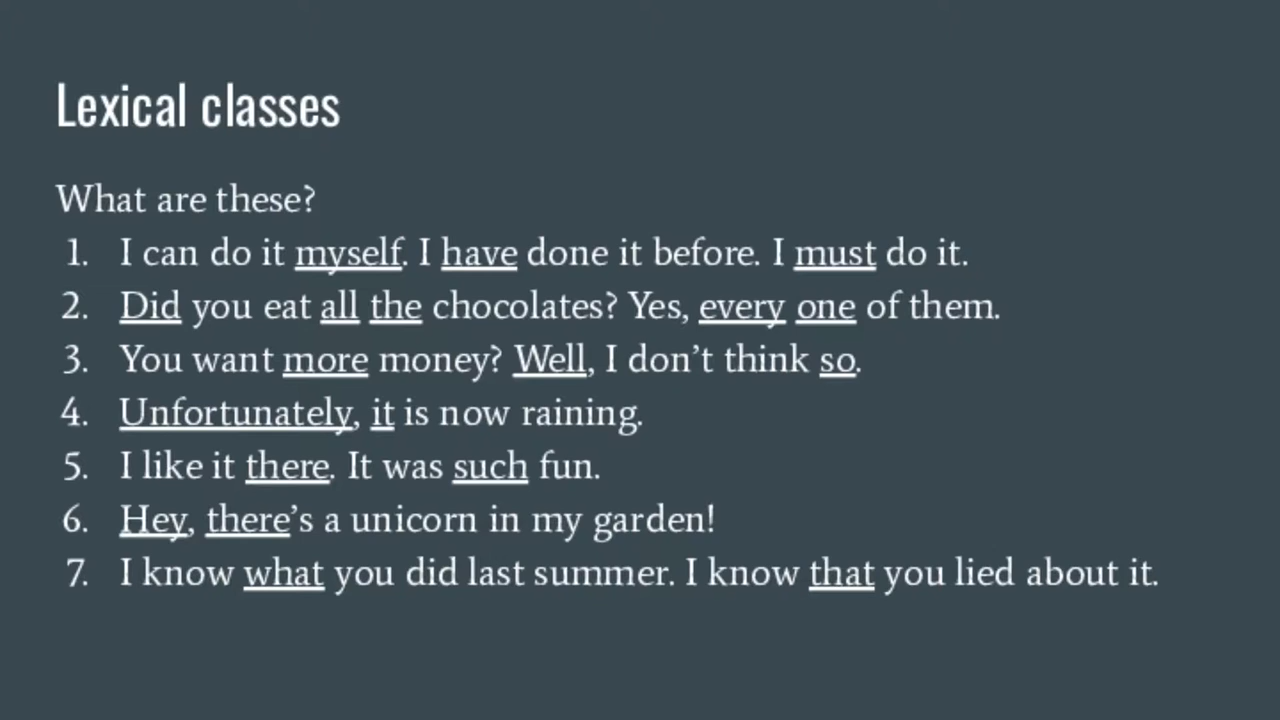 Lexical classes
What are these?
1. I can do it myself. I have done it before. I must do it.
2. Did you eat all the chocolates? Yes, every one of them.
3. You want more money? Well, I don't think so.
4. Unfortunately, it is now raining.
5. I like it there. It was such fun.
6. Hey, there's a unicorn in my garden!
7. I know what you did last summer. I know that you lied about it.